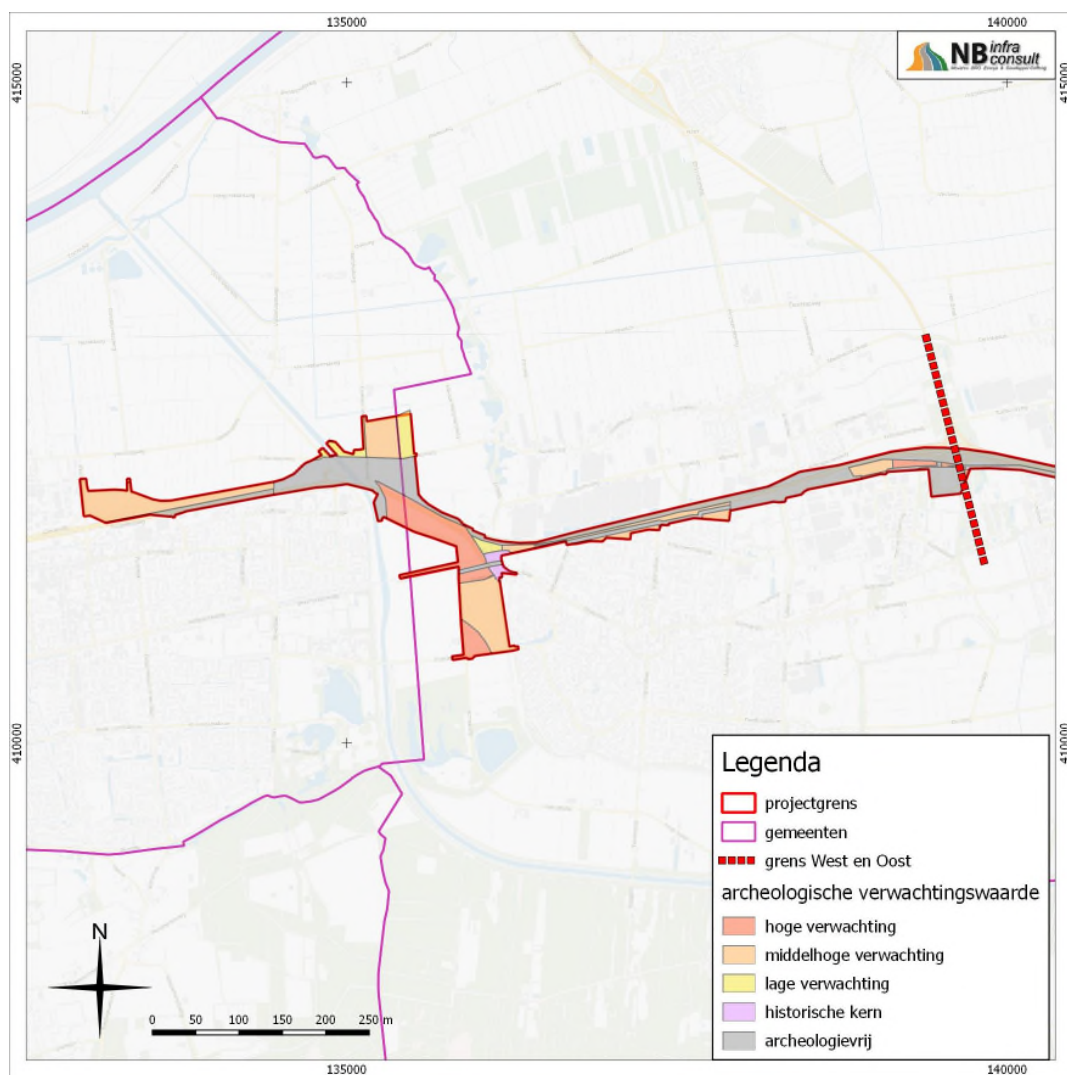 135000
140000
415000
415000
NB infra
consult
410000
410000
Legenda
projectgrens
gemeenten
grens West en Oost
archeologische verwachtingswaarde
hoge verwachting
middelhoge verwachting
lage verwachting
historische kern
archeologievrij
N
0 50 100 150 200 250 m
135000
140000